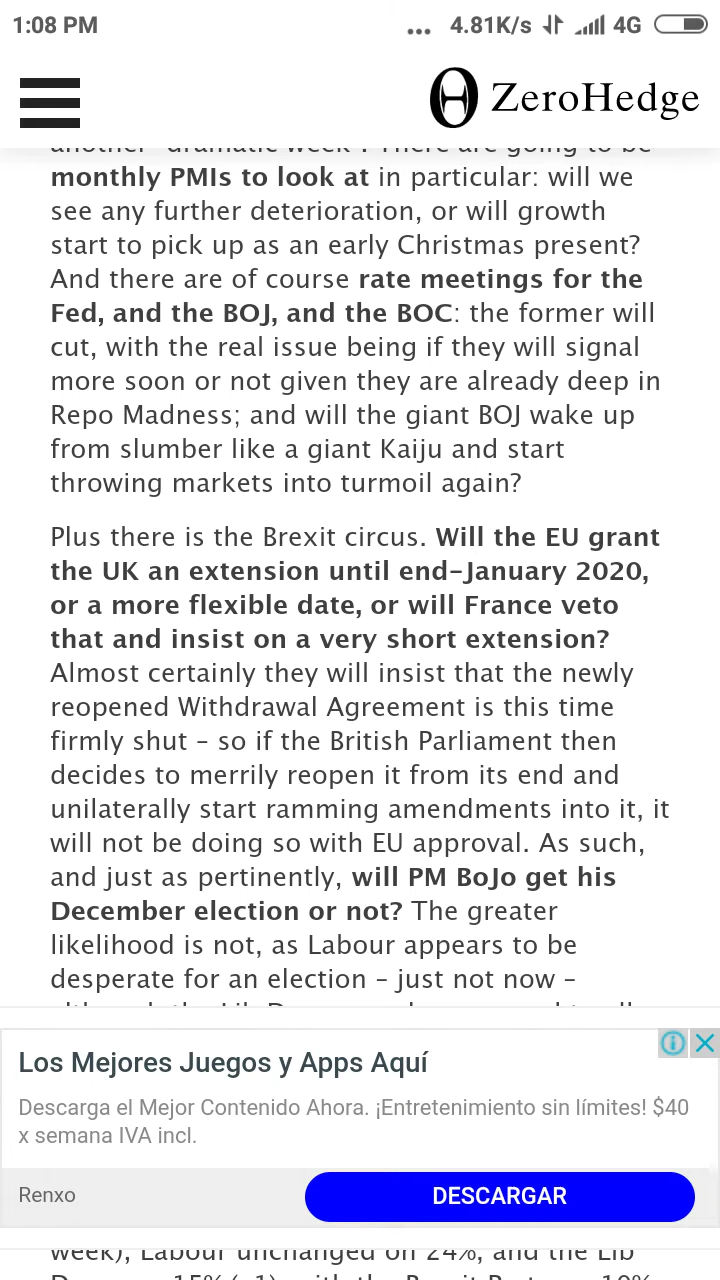 1:08 PM
... 4.81K/s 4G
ZeroHedge
another "dramatic week". There are going to be
monthly PMIs to look at in particular: will we
see any further deterioration, or will growth
start to pick up as an early Christmas present?
And there are of course rate meetings for the
Fed, and the BOJ, and the BOC: the former will
cut, with the real issue being if they will signal
more soon or not given they are already deep in
Repo Madness; and will the giant BOJ wake up
from slumber like a giant Kaiju and start
throwing markets into turmoil again?
Plus there is the Brexit circus. Will the EU grant
the UK an extension until end–January 2020,
or a more flexible date, or will France veto
that and insist on a very short extension?
Almost certainly they will insist that the newly
reopened Withdrawal Agreement is this time
firmly shut – so if the British Parliament then
decides to merrily reopen it from its end and
unilaterally start ramming amendments into it, it
will not be doing so with EU approval. As such,
and just as pertinently, will PM BoJo get his
December election or not? The greater
likelihood is not, as Labour appears to be
desperate for an election – just not now –
Los Mejores Juegos y Apps Aquí
Descarga el Mejor Contenido Ahora. ¡Entretenimiento sin límites! $40
x semana IVA incl.
Renxo
DESCARGAR
week), Labour unchanged on 24%, and the Lib